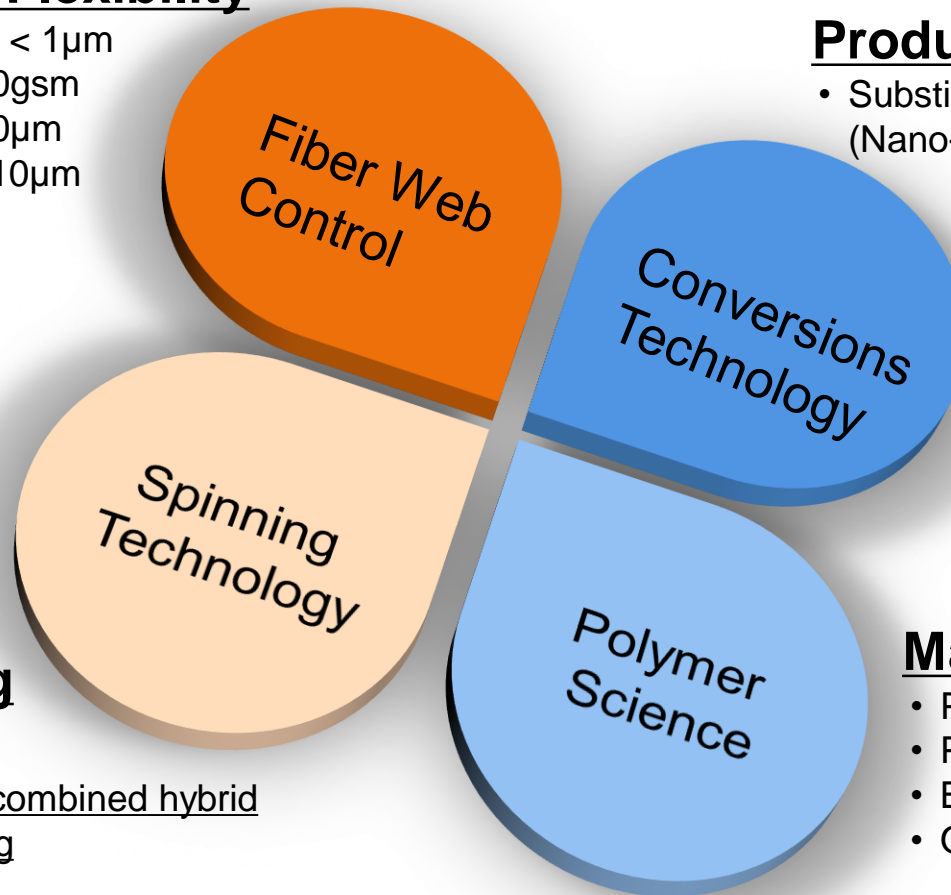 Flexibility
< 1µm
0gsm
0µm
10µm
Fiber Web
Control
Produ
• Substi
(Nano-
Conversions
Technology
Spinning
Technology
Polymer
Science
g
combined hybrid
g
Ma
•
•
•
•